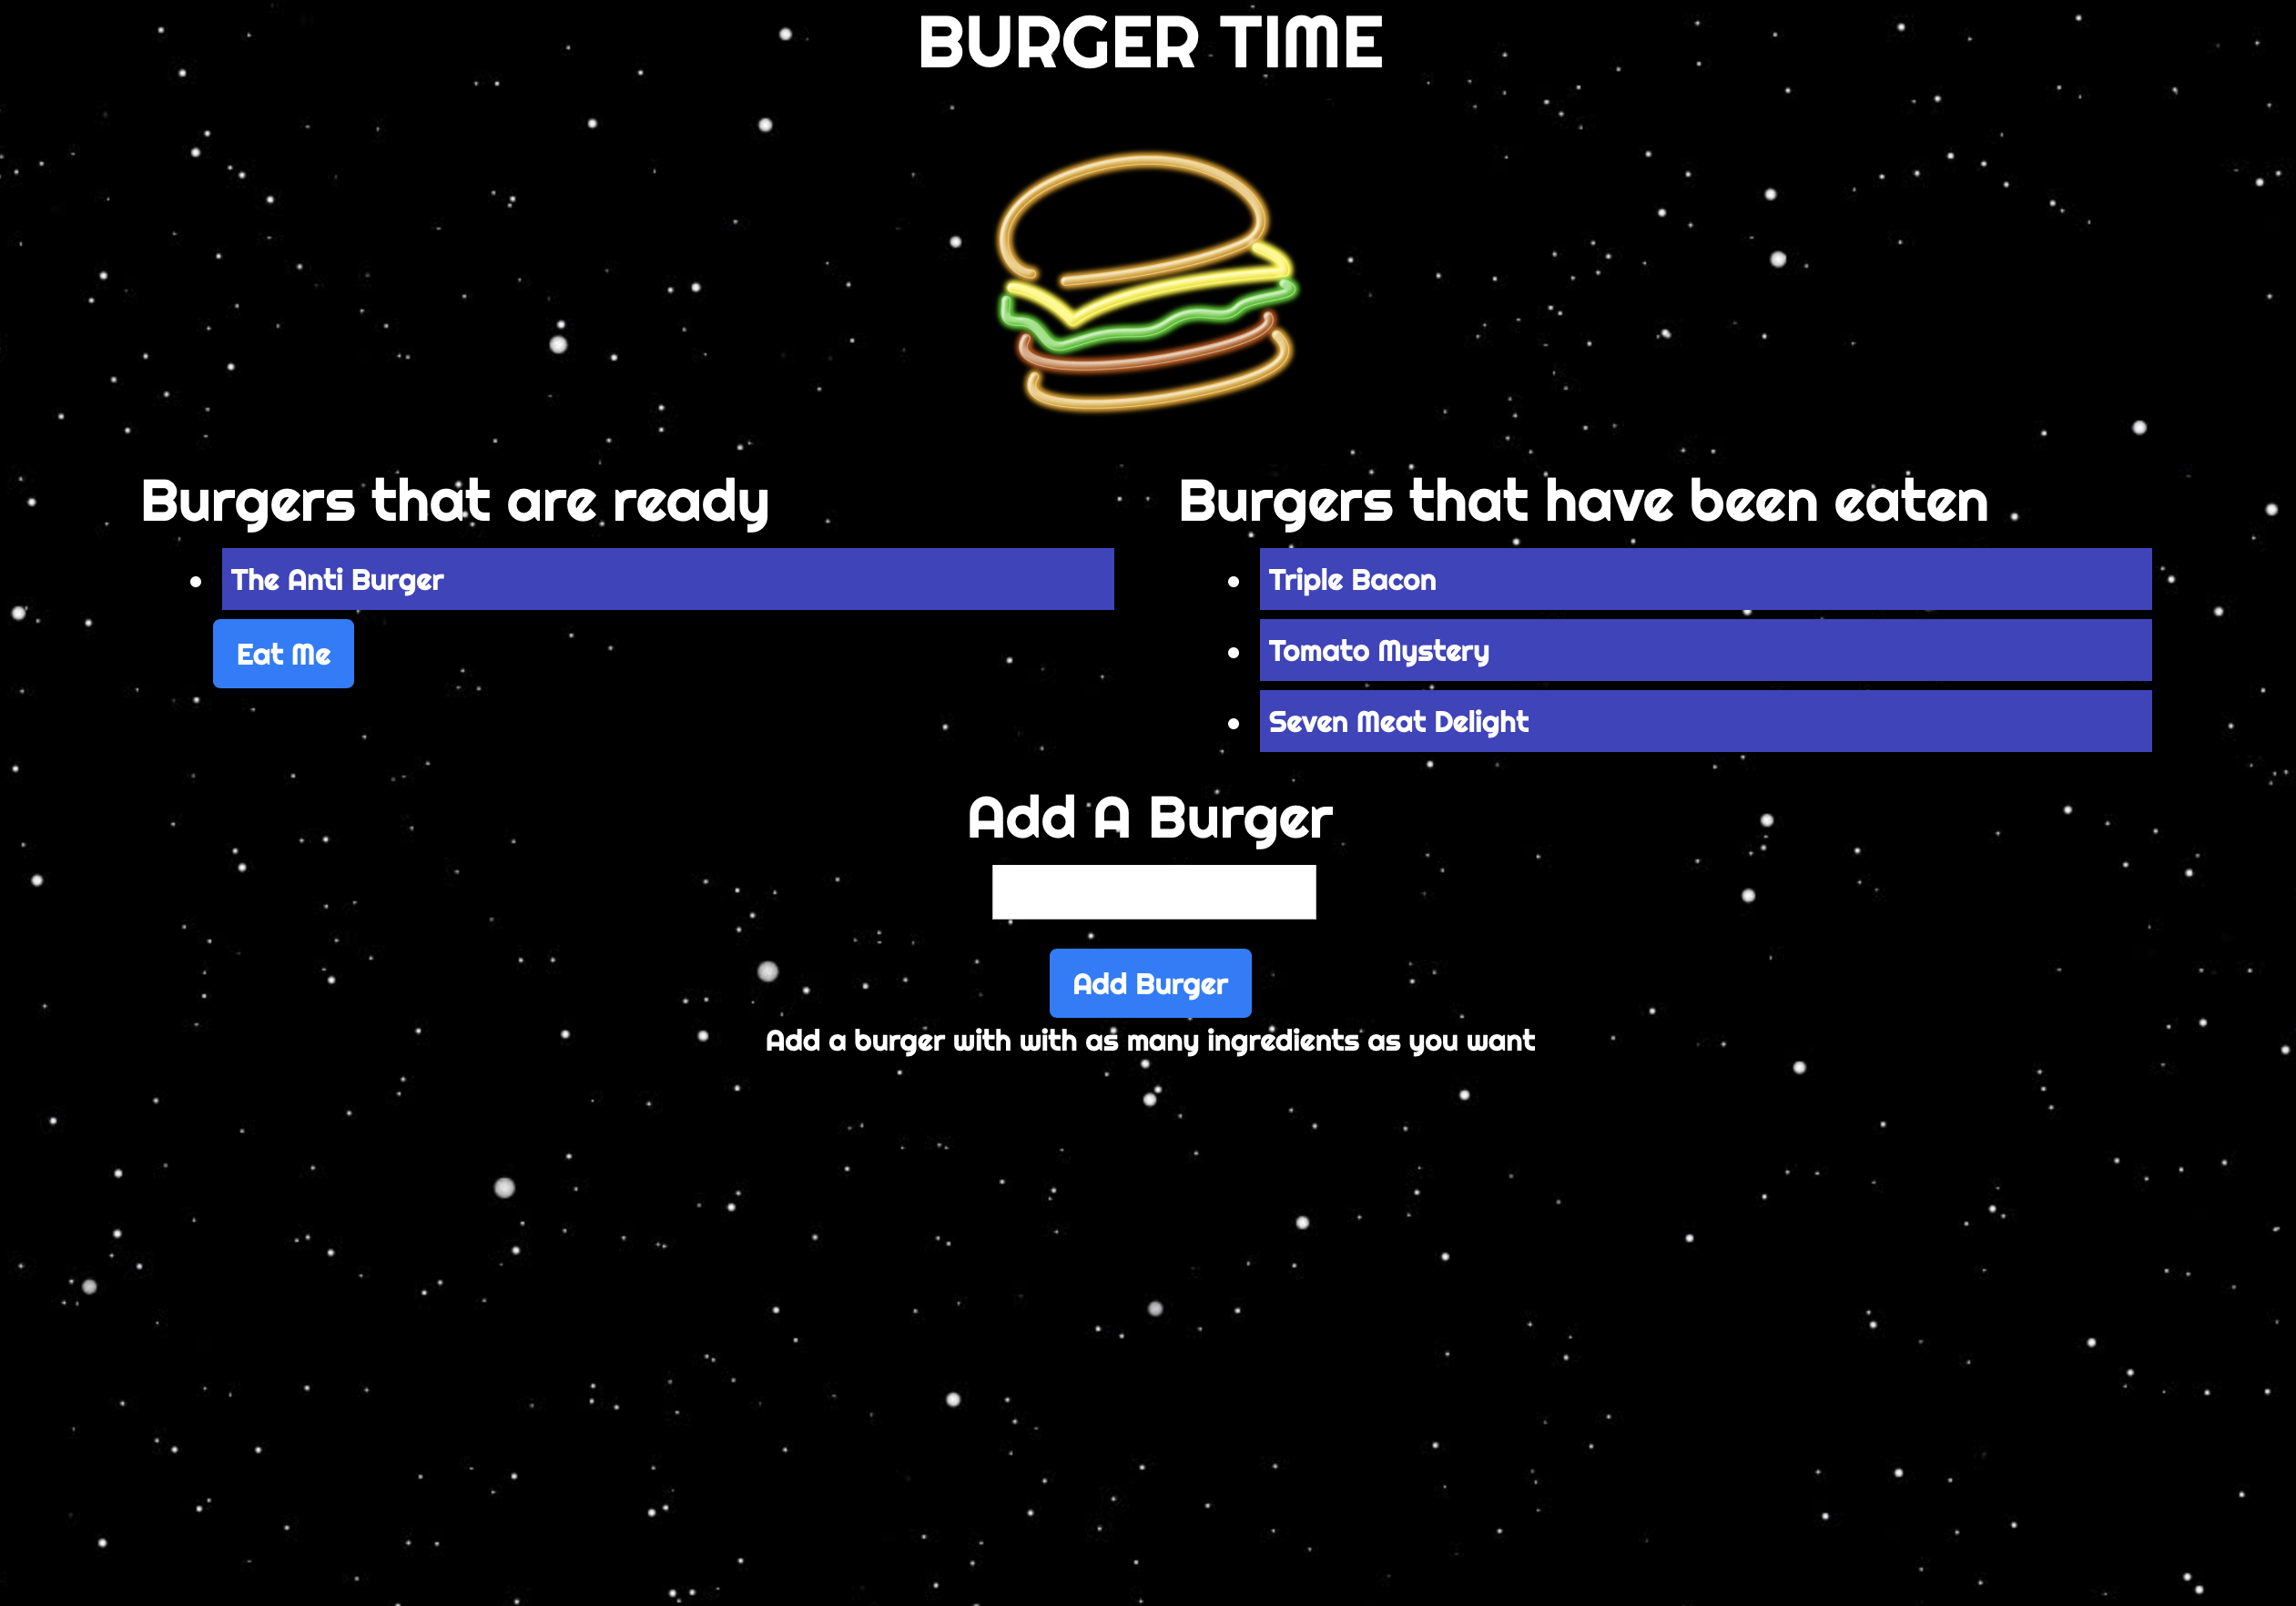 BURGER TIME
Burgers that are ready
The Anti Burger
Eat Me
Burgers that have been eaten
Triple Bacon
Tomato Mystery
Seven Meat Delight
Add A Burger
Add Burger
Add a burger with with as many ingredients as you want